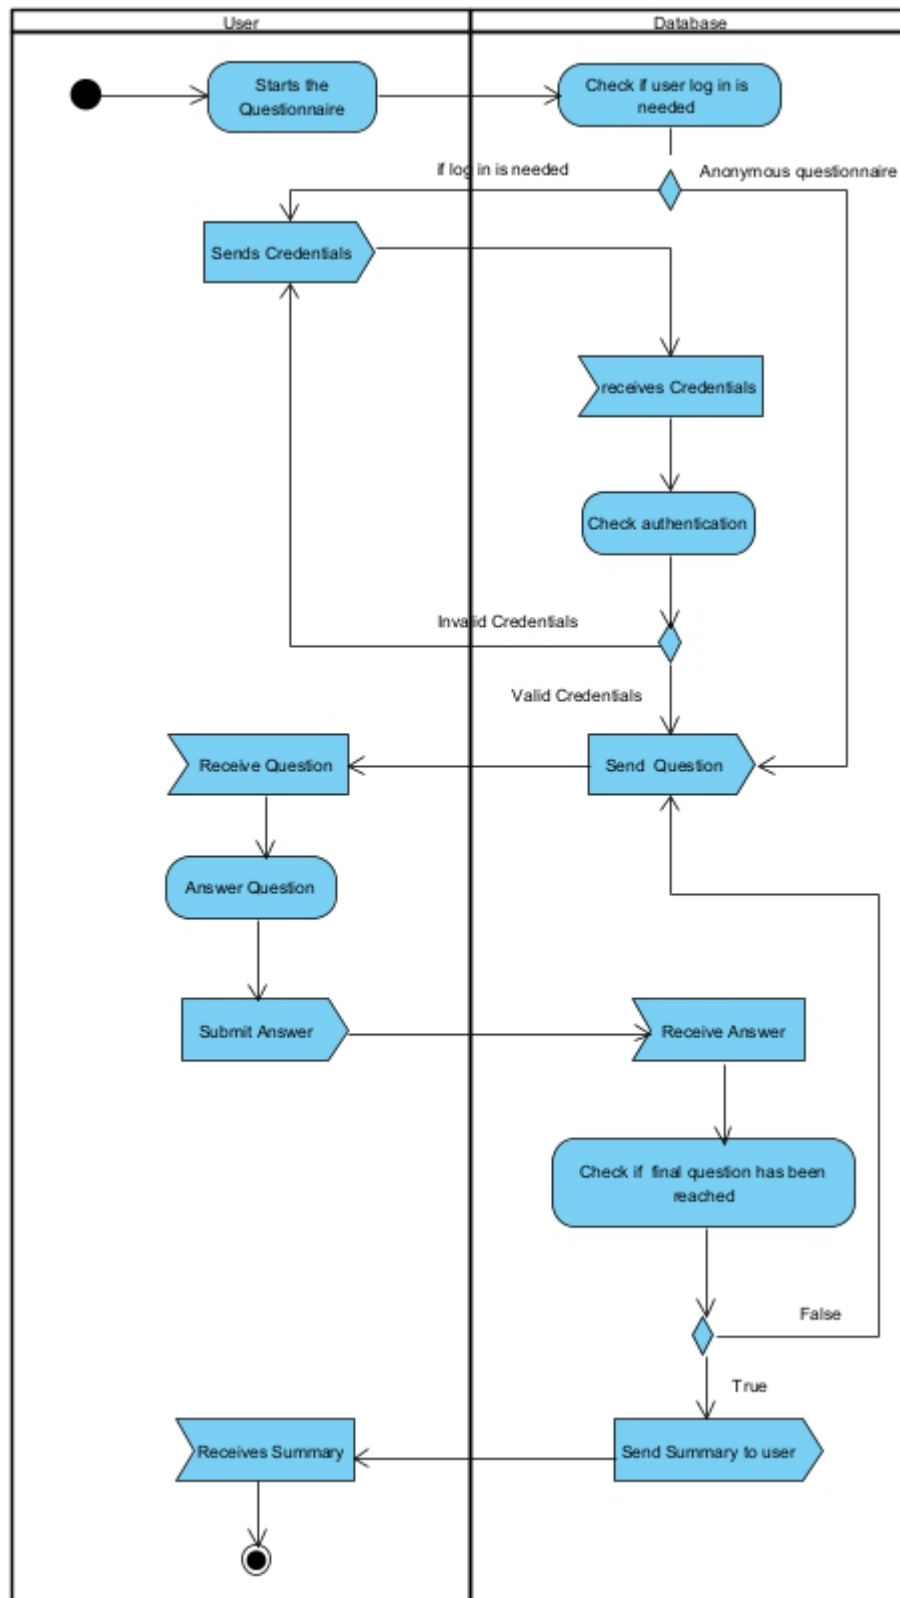 User
Database
Starts the
Questionnaire
Check if user log in is
needed
if log in is needed
Anonymous questionnaire
Sends Credentials
receives Credentials
Check authentication
Invalid Credentials
Valid Credentials
Receive Question
Send  Question
Answer Question
Submit Answer
Receive Answer
Check if  final question has been
reached
False
True
Receives Summary
Send Summary to user